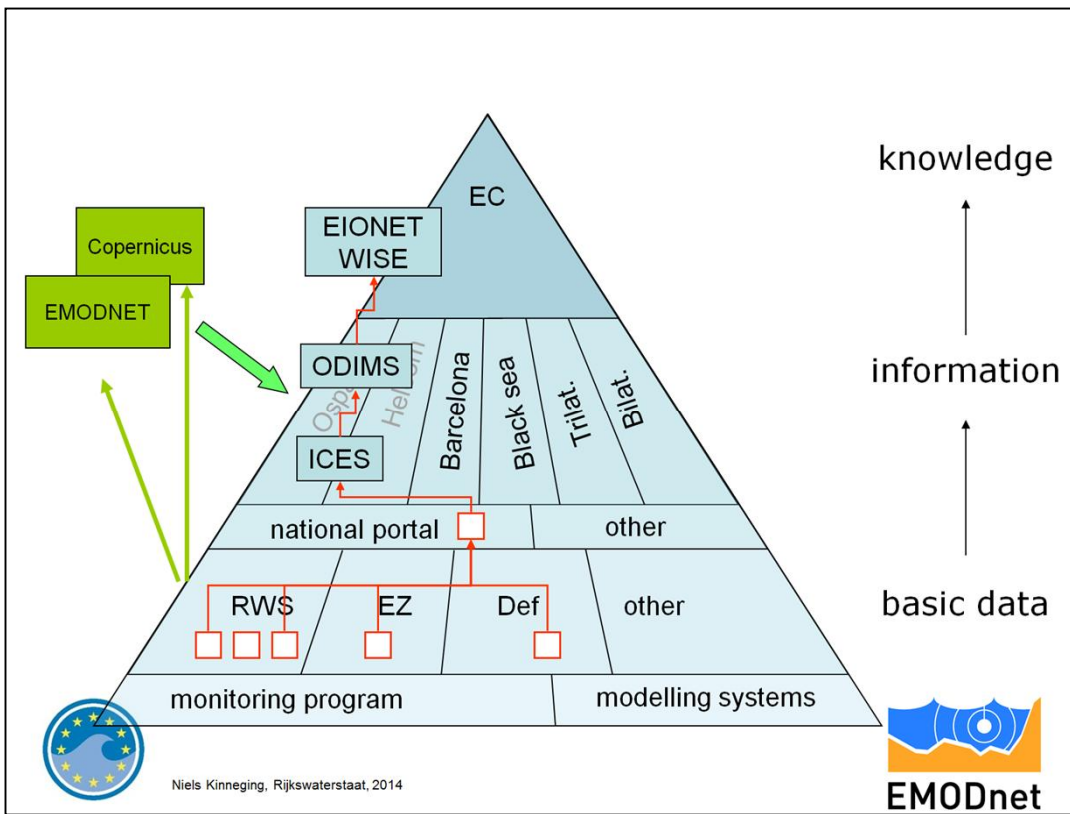 EC
knowledge
EIONET
WISE
Copernicus
EMODNET
ODIMS
Ospa
Barcelona
Black sea
Trilat.
Bilat.
information
ICES
national portal
other
RWS
EZ
Def
other
basic data
monitoring program
modelling systems
Niels Kinneging, Rijkswaterstaat, 2014
EMODnet